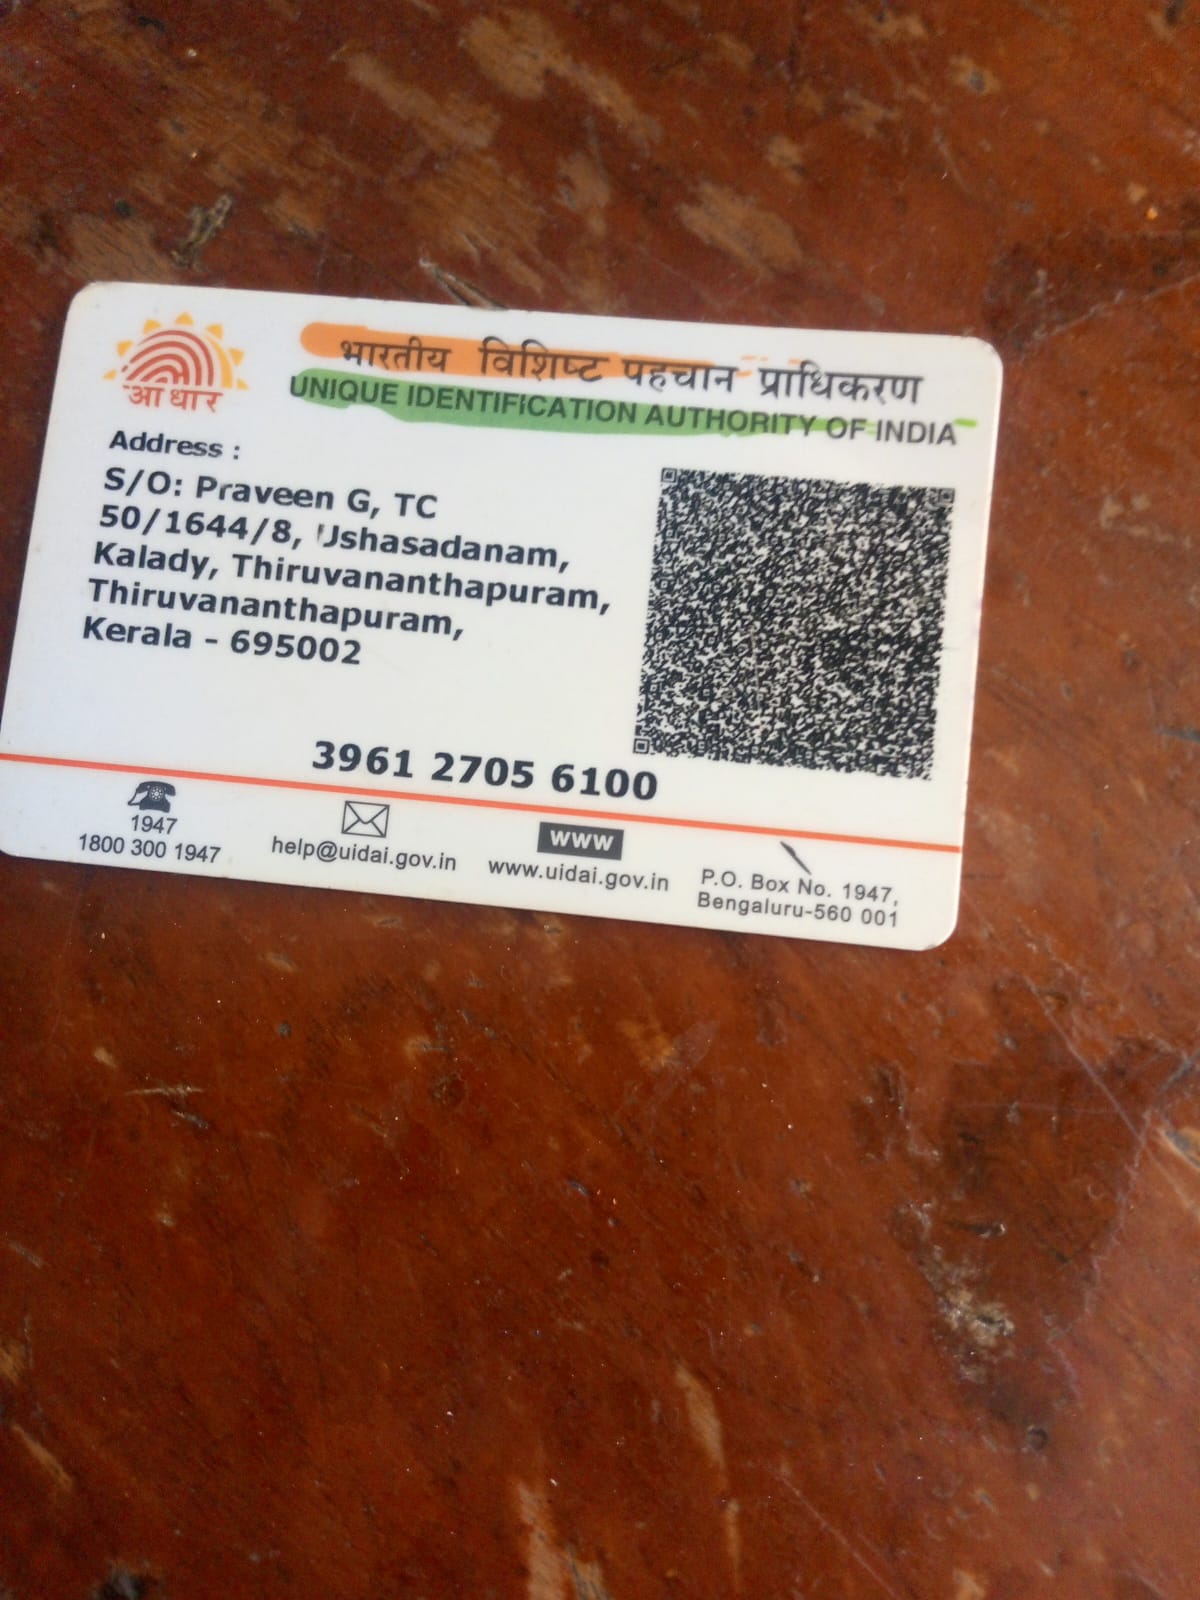 आधार
भारतीय विशिष्ट पहचान प्राधिकरण
UNIQUE IDENTIFICATION AUTHORITY OF INDIA
Address :
S/O: Praveen G, TC
50/1644/8, Ushasadanam,
Kalady, Thiruvananthapuram,
Thiruvananthapuram,
Kerala - 695002
3961 2705 6100
1947
1800 300 1947
help@uidai.gov.in
www
www.uidai.gov.in
P.O. Box No. 1947,
Bengaluru-560 001